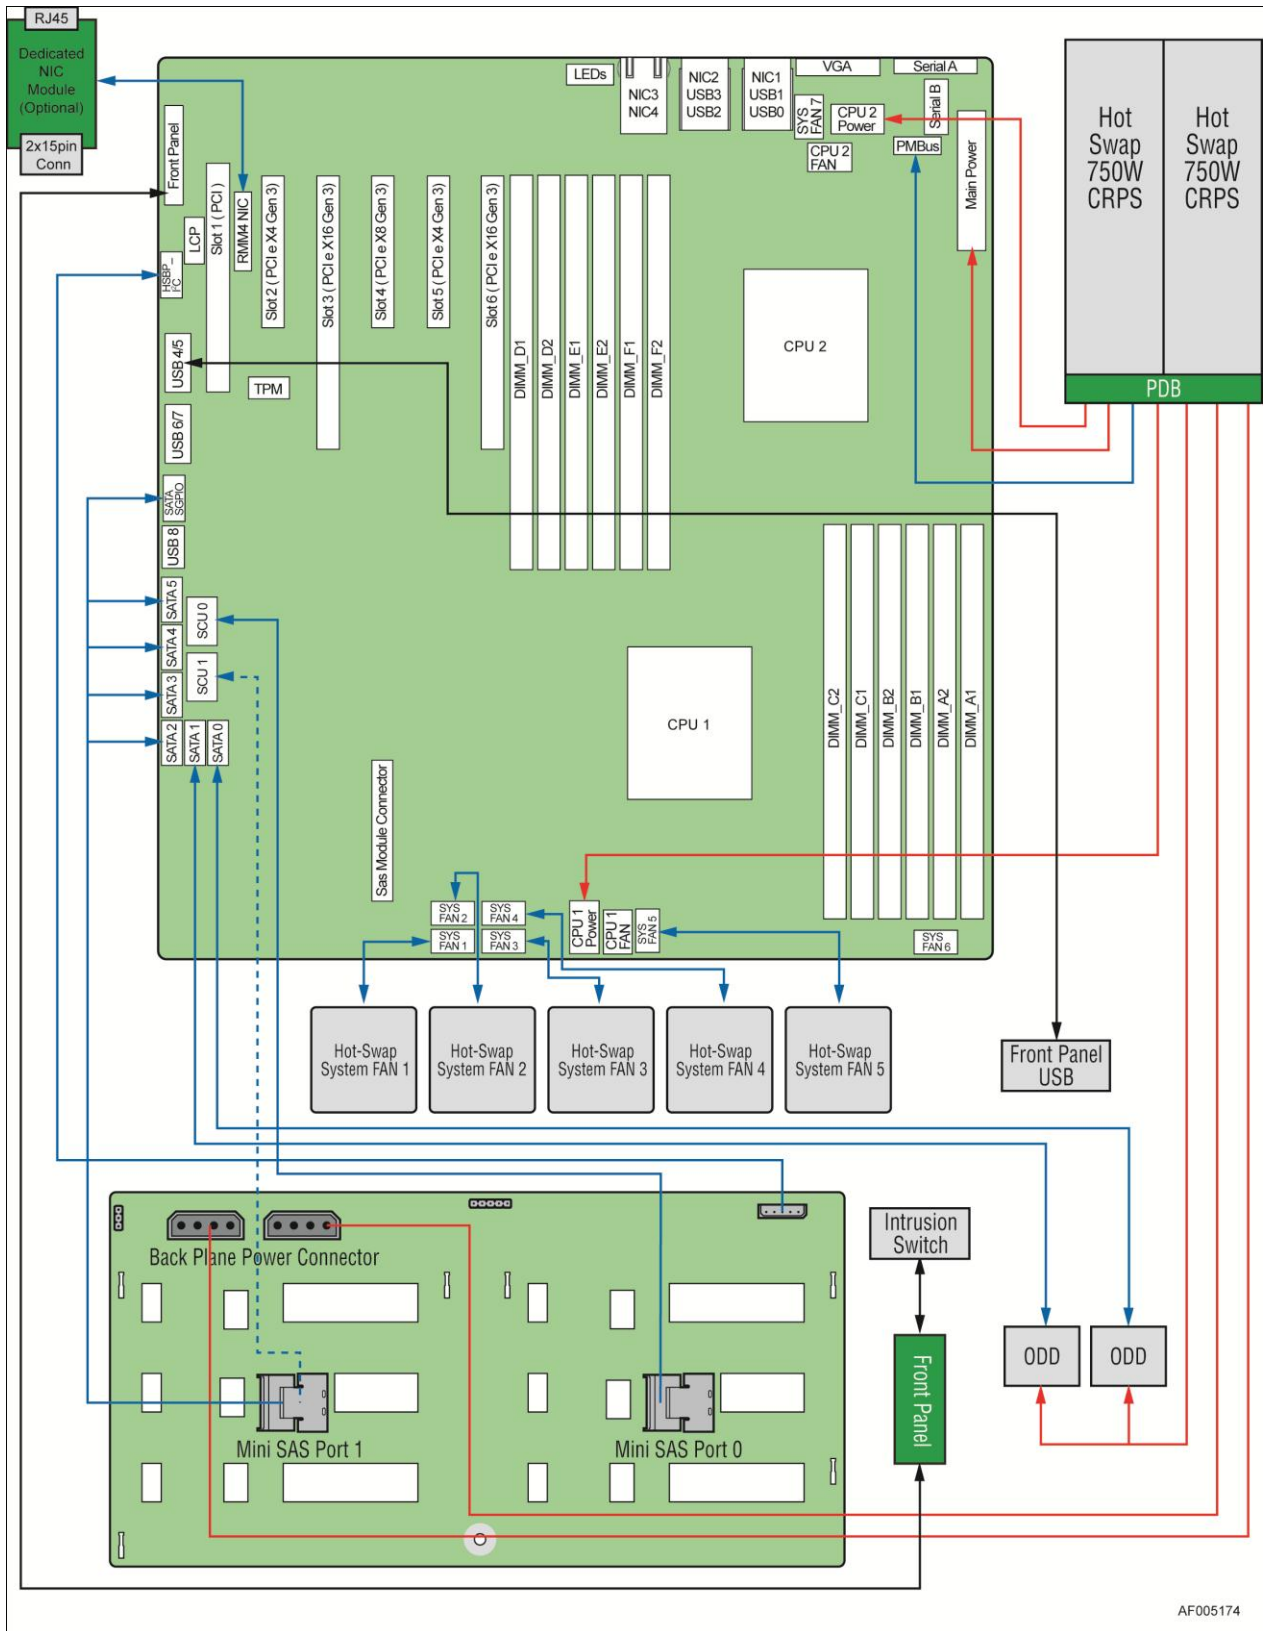 RJ45
Dedicated
NIC
Module
(Optional)
2x15pin
Conn
LEDs
NIC3
NIC4
NIC2
USB3
USB2
NIC1
USB1
USB0
VGA
Serial A
SYS
FAN 7
CPU 2
Power
Serial B
CPU 2
FAN
PMBus
Main Power
Hot
Swap
750W
CRPS
Hot
Swap
750W
CRPS
PDB
Front Panel
LCP
HSBP_
I²C
Slot 1 ( PCI )
RMM4 NIC
Slot 2 ( PCI e X4 Gen 3)
Slot 3 ( PCI e X16 Gen 3)
Slot 4 ( PCI e X8 Gen 3)
Slot 5 ( PCI e X4 Gen 3)
Slot 6 ( PCI e X16 Gen 3)
DIMM_D1
DIMM_D2
DIMM_E1
DIMM_E2
DIMM_F1
DIMM_F2
CPU 2
USB 4/5
TPM
USB 6/7
SATA
SGPIO
USB 8
SATA 5
SCU 0
SATA 4
SCU 1
SATA 3
SATA 2
SATA 1
SATA 0
CPU 1
DIMM_C2
DIMM_C1
DIMM_B2
DIMM_B1
DIMM_A2
DIMM_A1
Sas Module Connector
SYS
FAN 2
SYS
FAN 4
SYS
FAN 1
SYS
FAN 3
CPU 1
Power
CPU 1
FAN
SYS
FAN 5
SYS
FAN 6
Hot-Swap
System FAN 1
Hot-Swap
System FAN 2
Hot-Swap
System FAN 3
Hot-Swap
System FAN 4
Hot-Swap
System FAN 5
Front Panel
USB
Back Plane Power Connector
Intrusion
Switch
Mini SAS Port 1
Mini SAS Port 0
Front Panel
ODD
ODD
AF005174